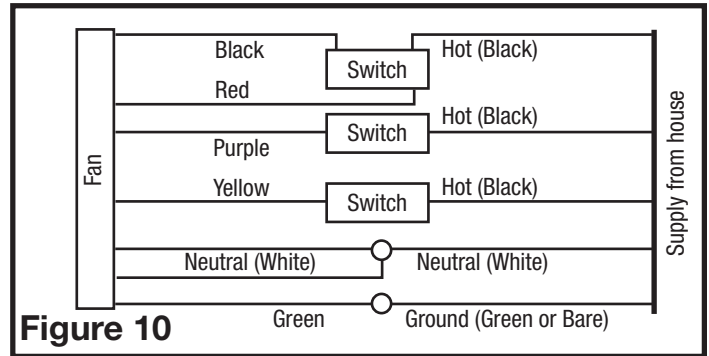 Black
Switch
Hot (Black)
Red
Switch
Hot (Black)
Purple
Yellow
Switch
Hot (Black)
Neutral (White)
Neutral (White)
Green
Ground (Green or Bare)
Fan
Supply from house
Figure 10